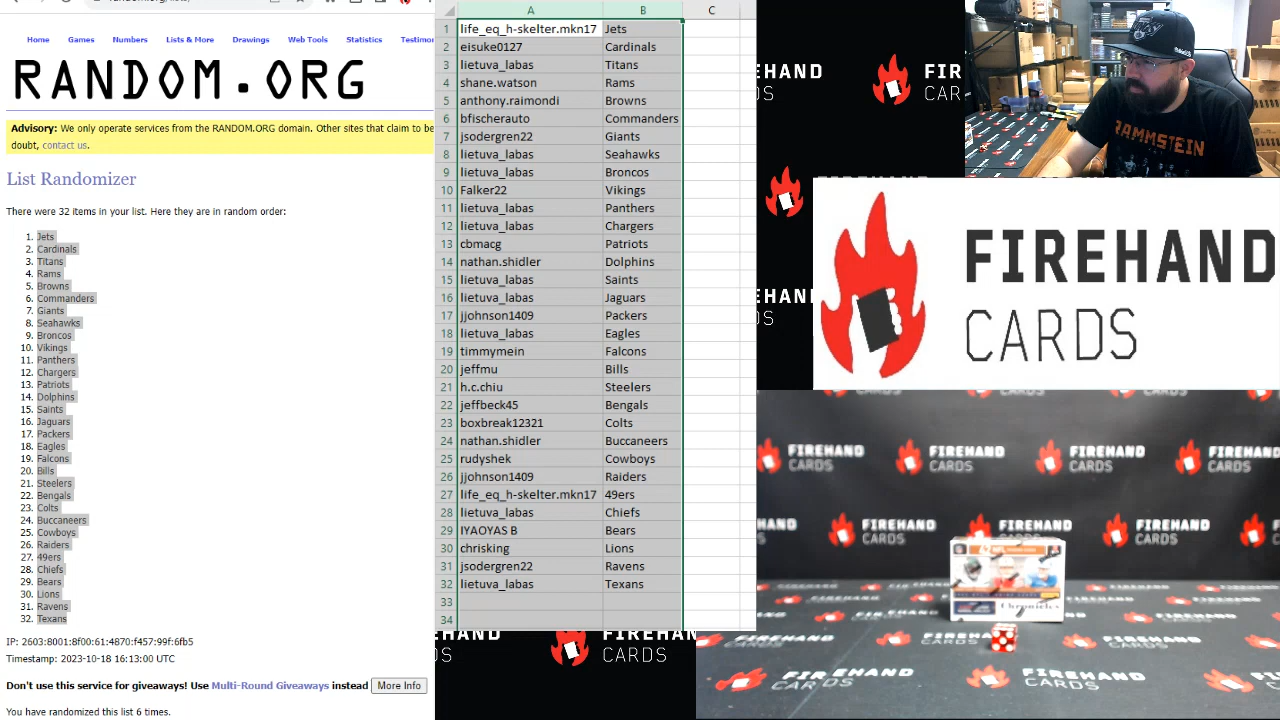 Home Games Numbers Lists & More Drawings Web Tools Statistics Testimor
RANDOM.ORG
Advisory: We only operate services from the RANDOM.ORG domain. Other sites that claim to be
doubt, contact us.
List Randomizer
There were 32 items in your list. Here they are in random order:
1. Jets
2. Cardinals
3. Titans
4. Rams
5. Browns
6. Commanders
7. Giants
8. Seahawks
9. Broncos
10. Vikings
11. Panthers
12. Chargers
13. Patriots
14. Dolphins
15. Saints
16. Jaguars
17. Packers
18. Eagles
19. Falcons
20. Bills
21. Steelers
22. Bengals
23. Colts
24. Buccaneers
25. Cowboys
26. Raiders
27. 49ers
28. Chiefs
29. Bears
30. Lions
31. Ravens
32. Texans
IP: 2603:8001:8f00:61:4870:f457:99f:6fb5
Timestamp: 2023-10-18 16:13:00 UTC
Don't use this service for giveaways! Use Multi-Round Giveaways instead More Info
You have randomized this list 6 times.
A B C
1 life_eq_h-skelter.mkn17 Jets
2 eisuke0127 Cardinals
3 lietuva_labas Titans
4 shane.watson Rams
5 anthony.raimondi Browns
6 bfischerauto Commanders
7 jsodergren22 Giants
8 lietuva_labas Seahawks
9 lietuva_labas Broncos
10 Falker22 Vikings
11 lietuva_labas Panthers
12 lietuva_labas Chargers
13 cbmacg Patriots
14 nathan.shidler Dolphins
15 lietuva_labas Saints
16 lietuva_labas Jaguars
17 jjohnson1409 Packers
18 lietuva_labas Eagles
19 timmymein Falcons
20 jeffmu Bills
21 h.c.chiu Steelers
22 jeffbeck45 Bengals
23 boxbreak12321 Colts
24 nathan.shidler Buccaneers
25 rudyshek Cowboys
26 jjohnson1409 Raiders
27 life_eq_h-skelter.mkn17 49ers
28 lietuva_labas Chiefs
29 IYAOYAS B Bears
30 chrisking Lions
31 jsodergren22 Ravens
32 lietuva_labas Texans
33
34
RAMMSTEIN
FIREHAND
CARDS
FIREHAND
CARDS
FIREHAND
CARDS
FIREHAND
CARDS
Chronicles